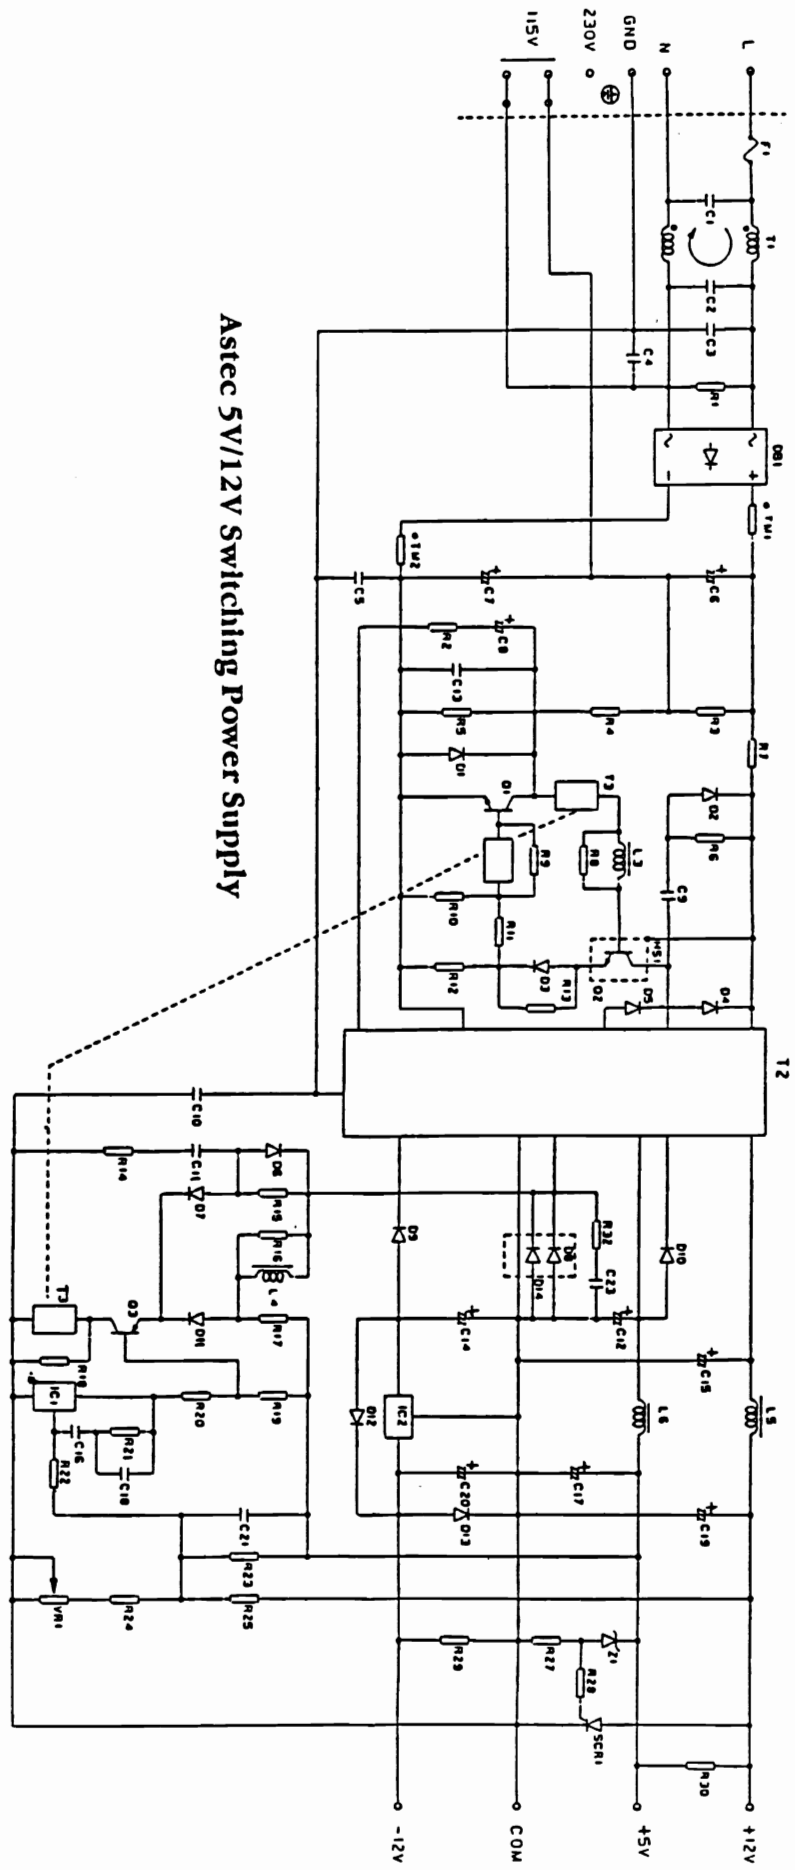 L
N
GND
230V
115V
F1
C1
T1
C2
C3
C4
R1
DB1
~
~
+
-
TM1
TM2
C5
+
C6
+
C7
+
C8
R2
C13
R3
R4
R5
R7
D1
D2
Q1
T3
R6
L3
R8
R9
C9
R10
R11
HS1
Q2
D3
R12
R13
D4
D5
T2
C10
D6
C11
R14
R15
D7
R32
D9
D8
D14
D10
C23
R16
L4
+
C12
+
C14
R17
D11
Q3
T3
R18
+
C15
L5
L6
IC2
D12
R19
R20
IC1
R21
C16
C18
R22
+
C17
+
C20
+
C19
D13
C21
R23
R25
R24
VR1
Z1
R27
R29
R28
SCR1
R30
+12V
+5V
COM
-12V
Astec 5V/12V Switching Power Supply